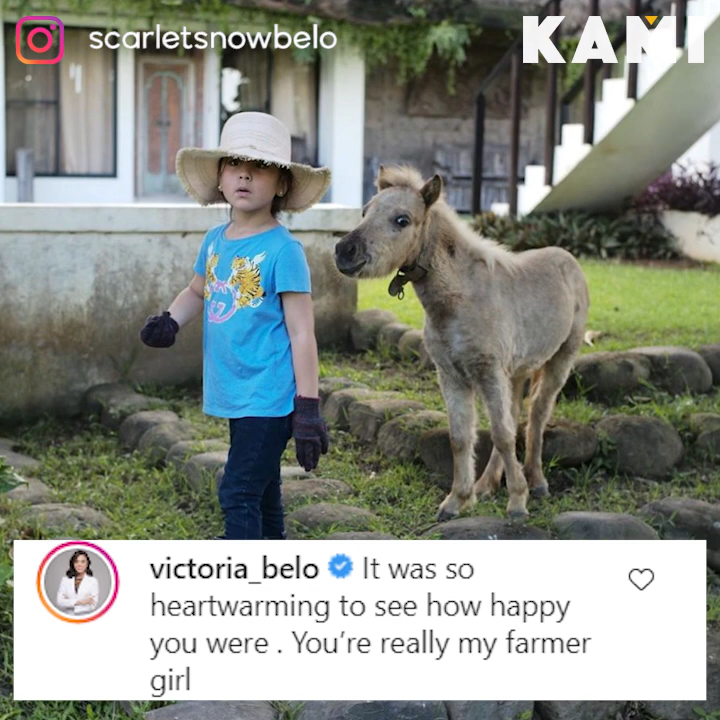 scarletsnowbelo
KAMI
victoria_belo It was so
heartwarming to see how happy
you were . You’re really my farmer
girl